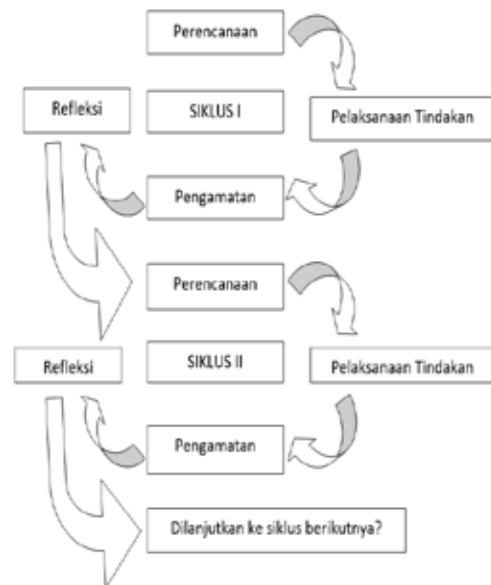 Perencanaan
Refleksi
SIKLUS I
Pelaksanaan Tindakan
Pengamatan
Perencanaan
Refleksi
SIKLUS II
Pelaksanaan Tindakan
Pengamatan
Dilanjutkan ke siklus berikutnya?